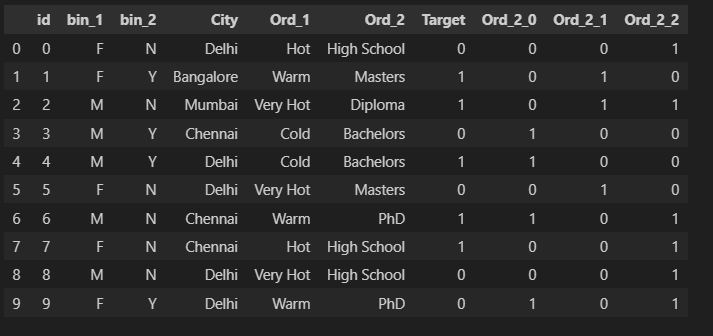 id bin_1 bin_2 City Ord_1 Ord_2 Target Ord_2_0 Ord_2_1 Ord_2_2
0 0 F N Delhi Hot High School 0 0 0 1
1 1 F Y Bangalore Warm Masters 1 0 1 0
2 2 M N Mumbai Very Hot Diploma 1 0 1 1
3 3 M Y Chennai Cold Bachelors 0 1 0 0
4 4 M Y Delhi Cold Bachelors 1 1 0 0
5 5 F N Delhi Very Hot Masters 0 0 1 0
6 6 M N Chennai Warm PhD 1 1 0 1
7 7 F N Chennai Hot High School 1 0 0 1
8 8 M N Delhi Very Hot High School 0 0 0 1
9 9 F Y Delhi Warm PhD 0 1 0 1